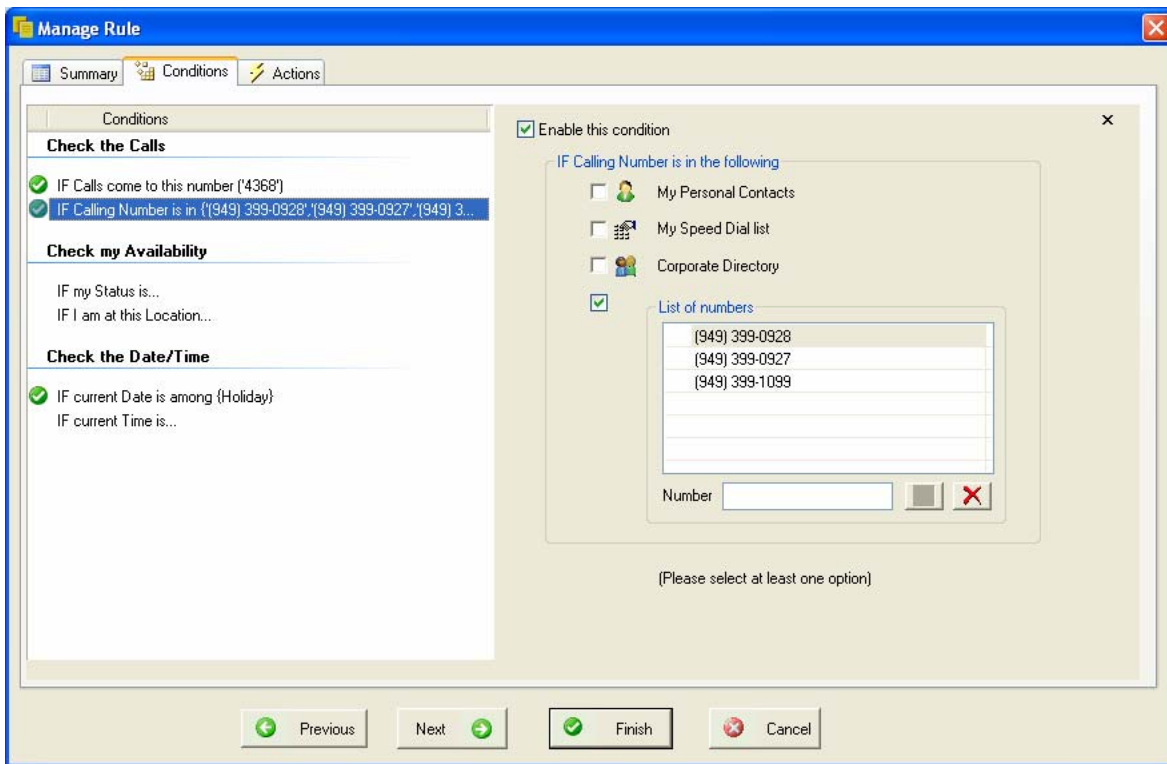 Manage Rule
Summary
Conditions
Actions
Conditions
Check the Calls
IF Calls come to this number ('4368')
IF Calling Number is in {'(949) 399-0928','(949) 399-0927','(949) 3...
Check my Availability
IF my Status is...
IF I am at this Location...
Check the Date/Time
IF current Date is among {Holiday}
IF current Time is...
Enable this condition
IF Calling Number is in the following
My Personal Contacts
My Speed Dial list
Corporate Directory
List of numbers
(949) 399-0928
(949) 399-0927
(949) 399-1099
Number
(Please select at least one option)
Previous
Next
Finish
Cancel